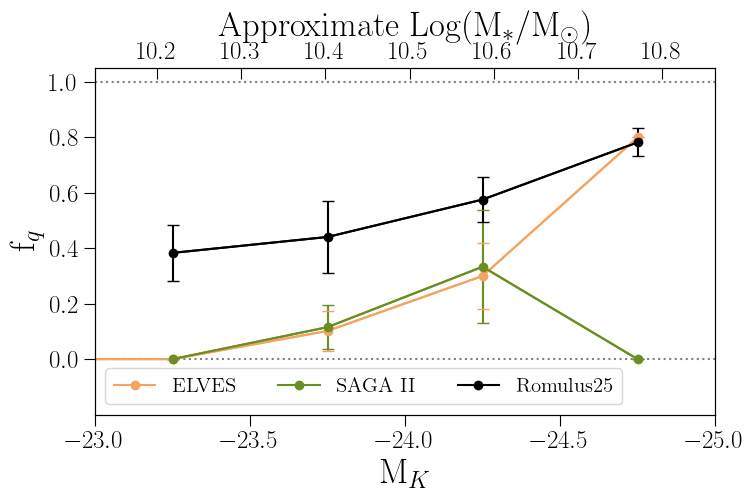 Approximate Log(M*/M☉)
10.2 10.3 10.4 10.5 10.6 10.7 10.8
1.0
0.8
0.6
0.4
0.2
0.0
f_q
ELVES SAGA II Romulus25
−23.0 −23.5 −24.0 −24.5 −25.0
M_K